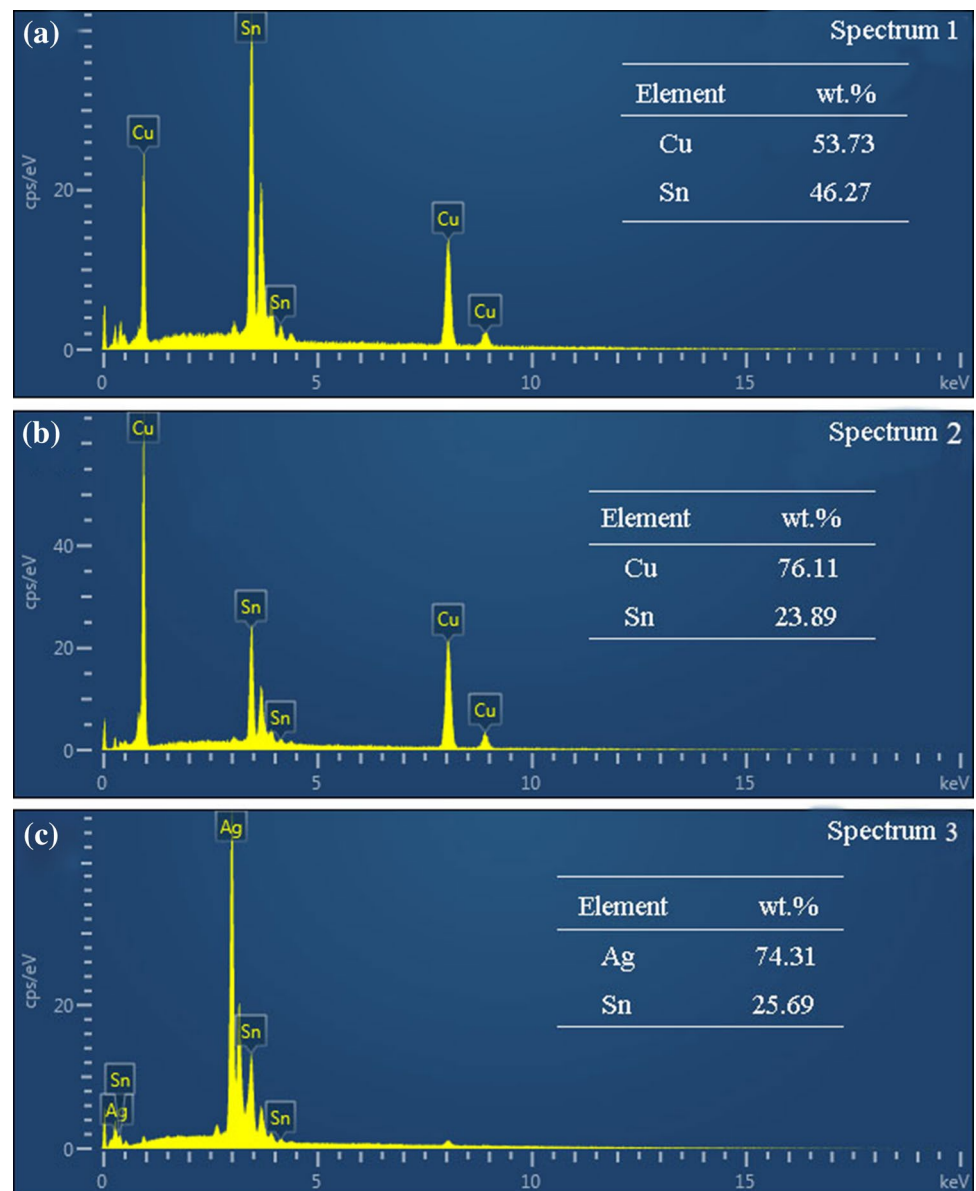 (a) Spectrum 1
Sn
Element wt.%
Cu
Cu 53.73
cps/eV
20
Sn 46.27
Cu
Sn
Cu
0
0 5 10 15 keV
(b) Spectrum 2
Cu
Element wt.%
40
Cu 76.11
cps/eV
Sn
Sn 23.89
Cu
20
Sn
Cu
0
0 5 10 15 keV
(c) Spectrum 3
Ag
Element wt.%
Ag 74.31
cps/eV
20
Sn 25.69
Sn
Sn
Ag
Sn
0
0 5 10 15 keV